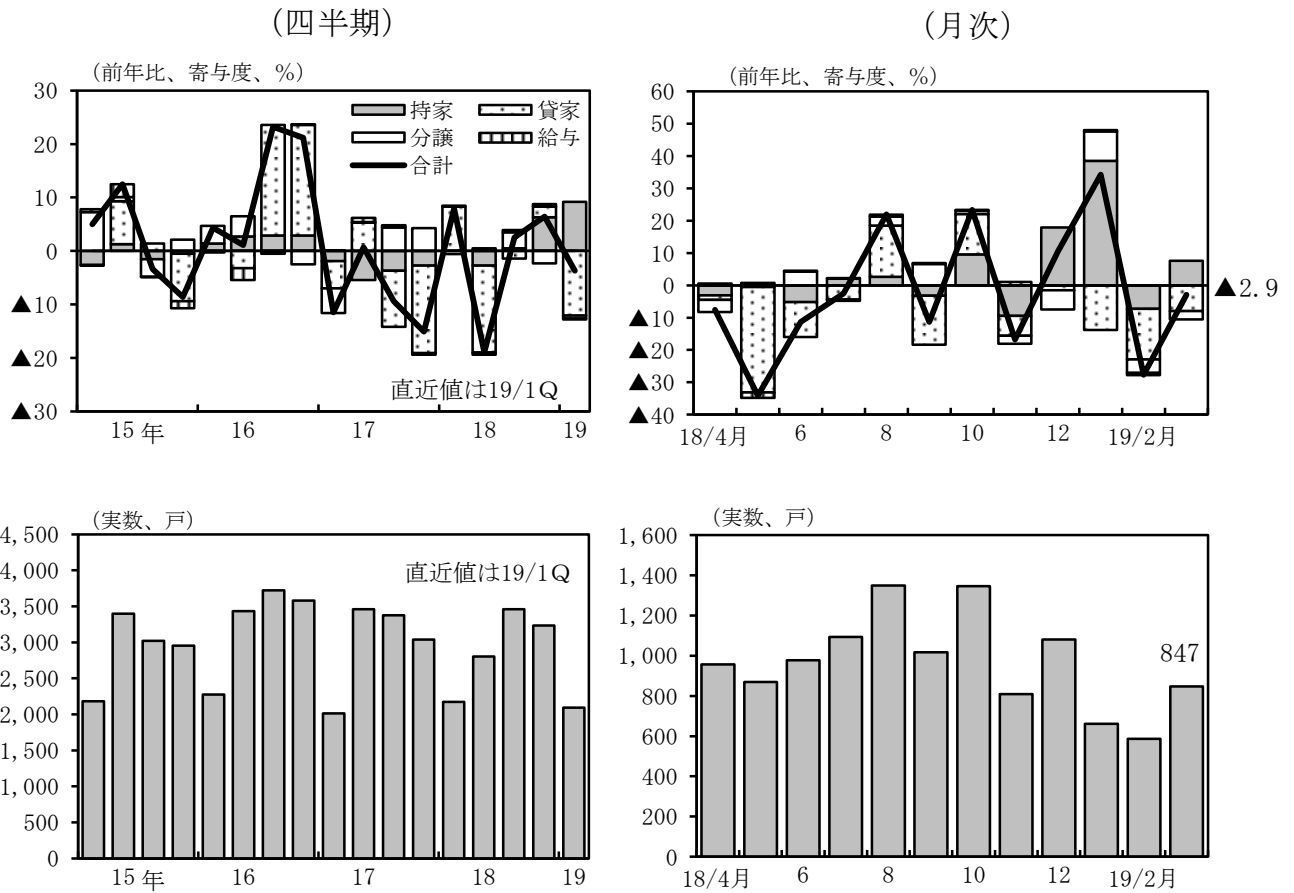 (四半期)
(前年比、寄与度、%)
30
20
10
0
▲10
▲20
▲30
持家
貸家
分譲
給与
合計
直近値は19/1Q
15年
16
17
18
19
(月次)
(前年比、寄与度、%)
60
50
40
30
20
10
0
▲10
▲20
▲30
▲40
▲2.9
18/4月
6
8
10
12
19/2月
(実数、戸)
4,500
4,000
3,500
3,000
2,500
2,000
1,500
1,000
500
0
直近値は19/1Q
15年
16
17
18
19
(実数、戸)
1,600
1,400
1,200
1,000
800
600
400
200
0
847
18/4月
6
8
10
12
19/2月